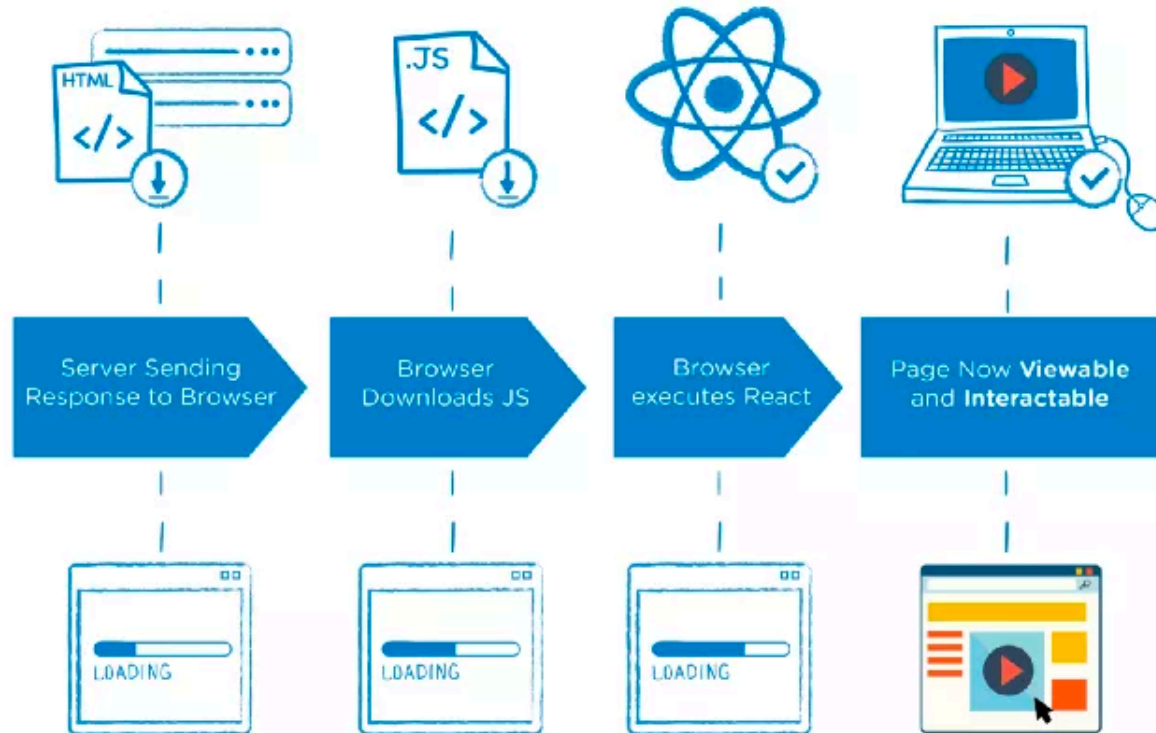 HTML
</>
.JS
</>
Server Sending
Response to Browser
Browser
Downloads JS
Browser
executes React
Page Now Viewable
and Interactable
LOADING
LOADING
LOADING